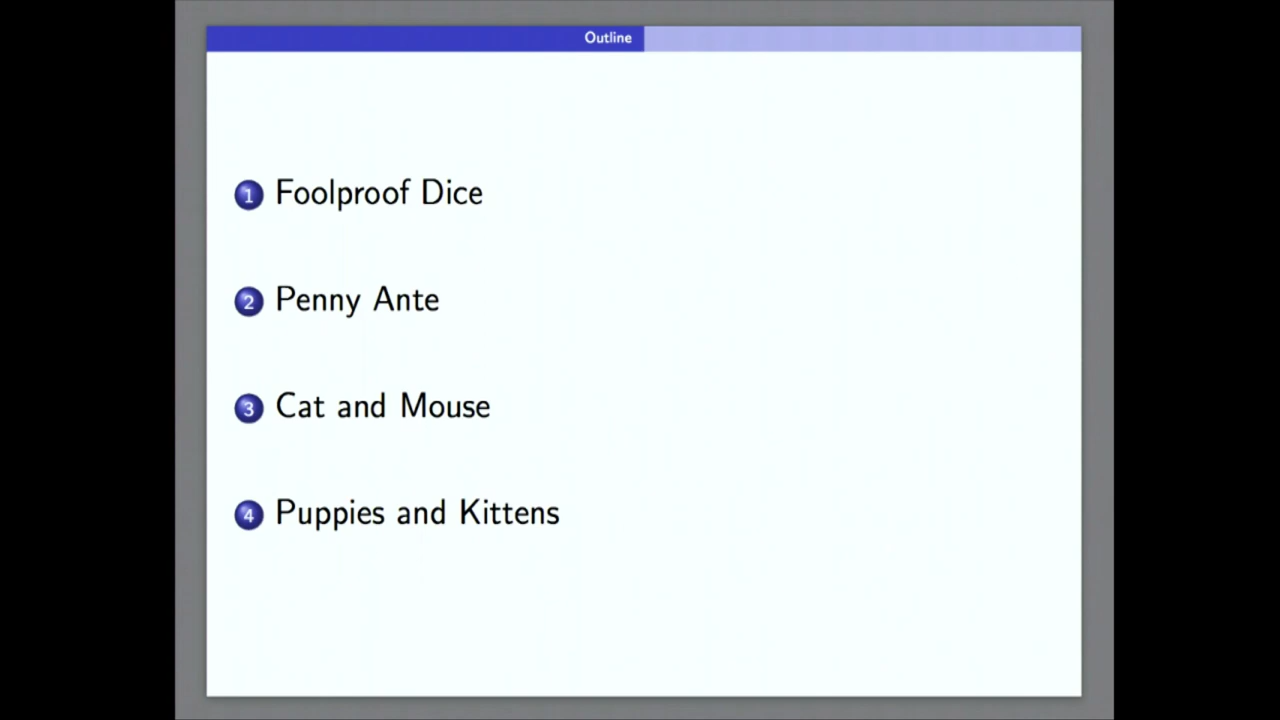 Outline
1 Foolproof Dice
2 Penny Ante
3 Cat and Mouse
4 Puppies and Kittens